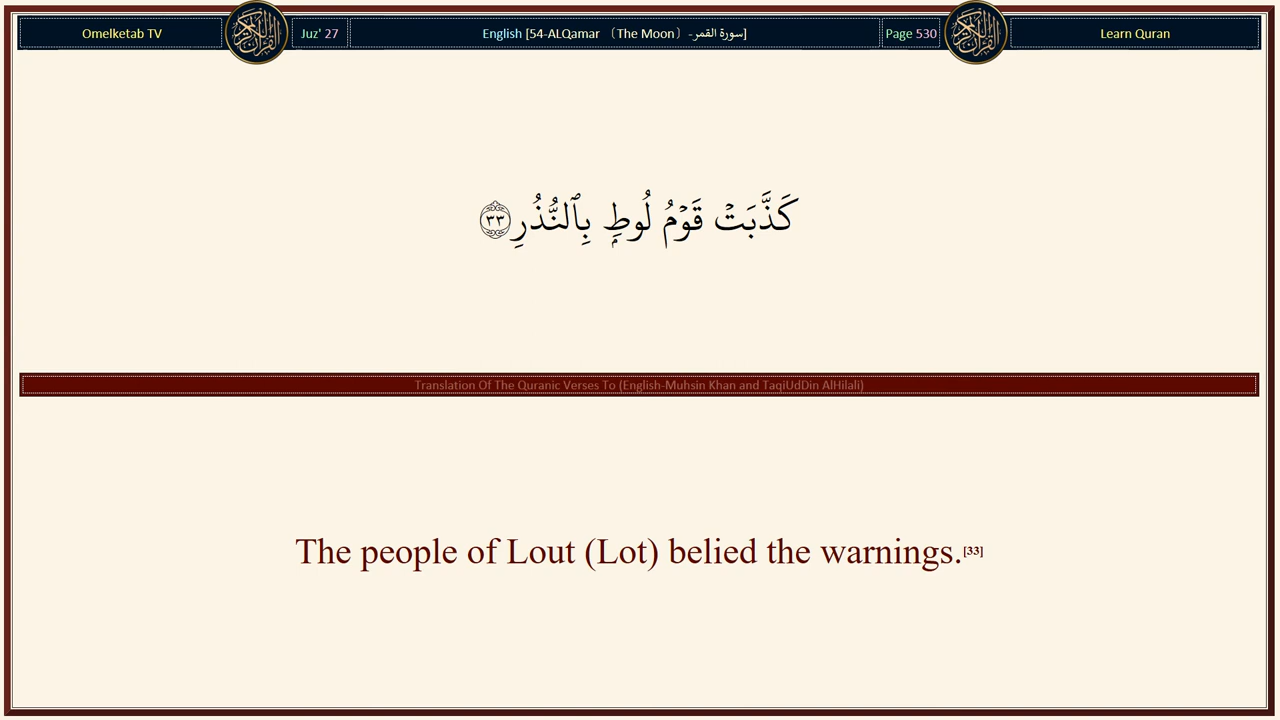 Omelketab TV
Juz' 27
English [54-ALQamar （The Moon） -سورة القمر]
Page 530
Learn Quran
كَذَّبَتۡ قَوۡمُ لُوطِۭ بِٱلنُّذُرِ ٣٣
Translation Of The Quranic Verses To (English-Muhsin Khan and TaqiUdDin AlHilali)
The people of Lout (Lot) belied the warnings.[33]